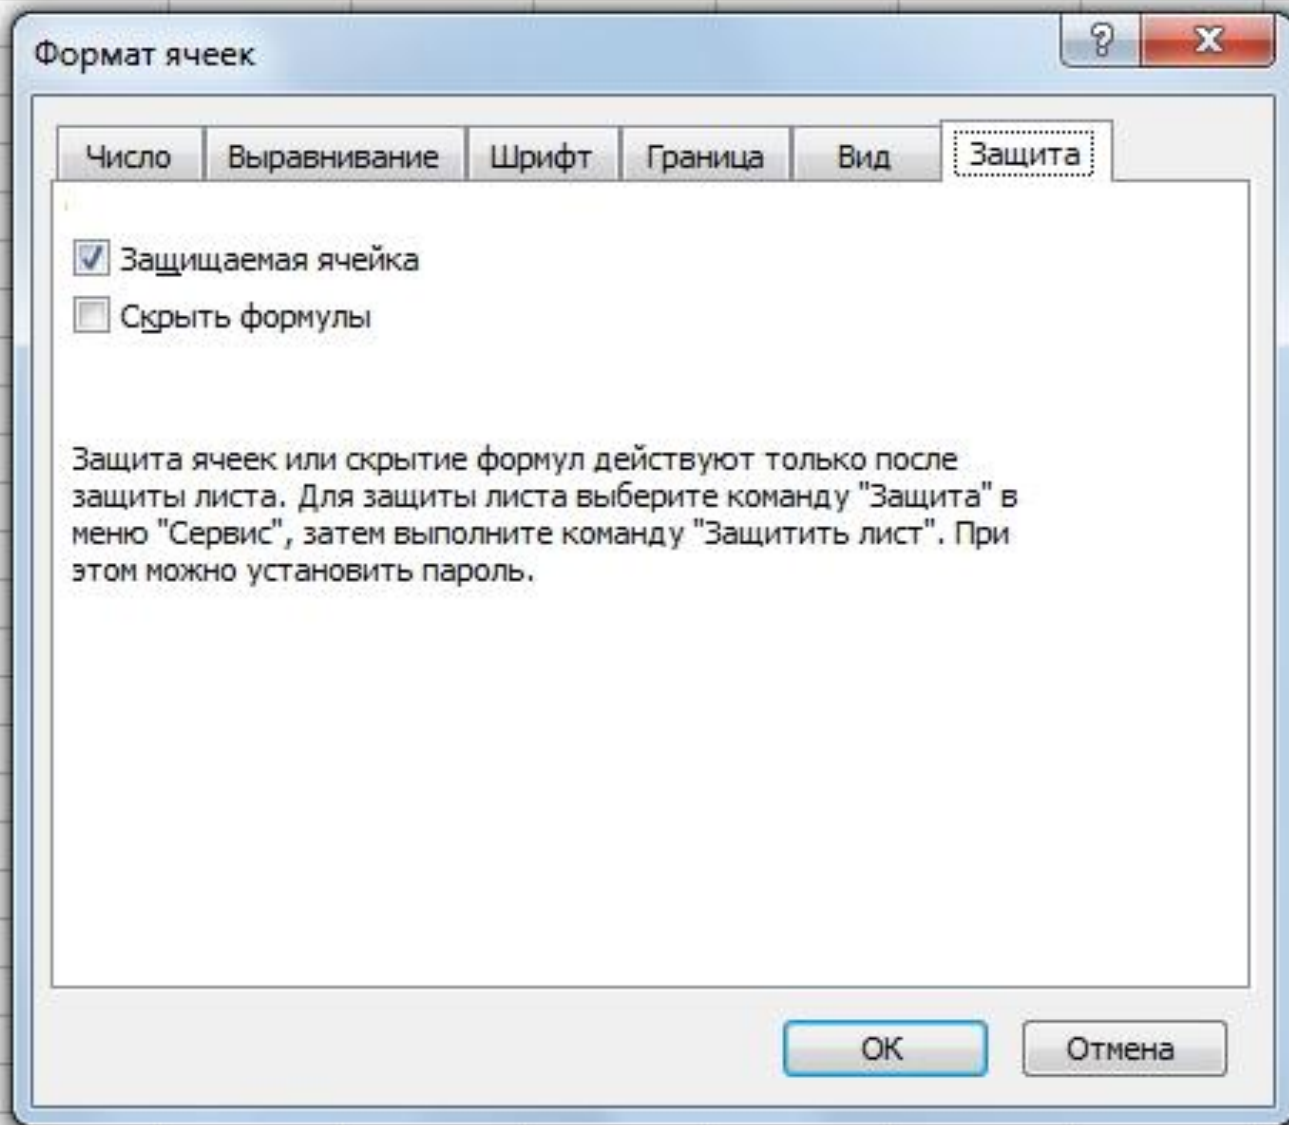 Формат ячеек
?
X
Число Выравнивание Шрифт Граница Вид Защита
Защищаемая ячейка
Скрыть формулы
Защита ячеек или скрытие формул действуют только после
защиты листа. Для защиты листа выберите команду "Защита" в
меню "Сервис", затем выполните команду "Защитить лист". При
этом можно установить пароль.
ОК Отмена